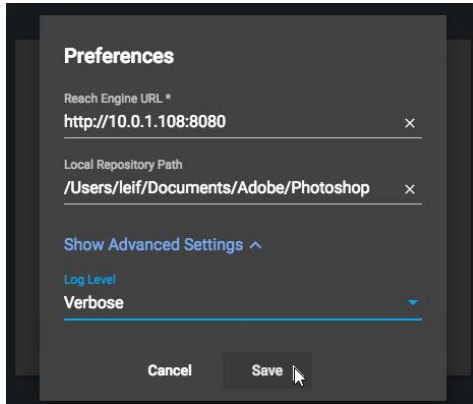 Preferences
Reach Engine URL *
http://10.0.1.108:8080
Local Repository Path
/Users/leif/Documents/Adobe/Photoshop
Show Advanced Settings
Log Level
Verbose
Cancel Save